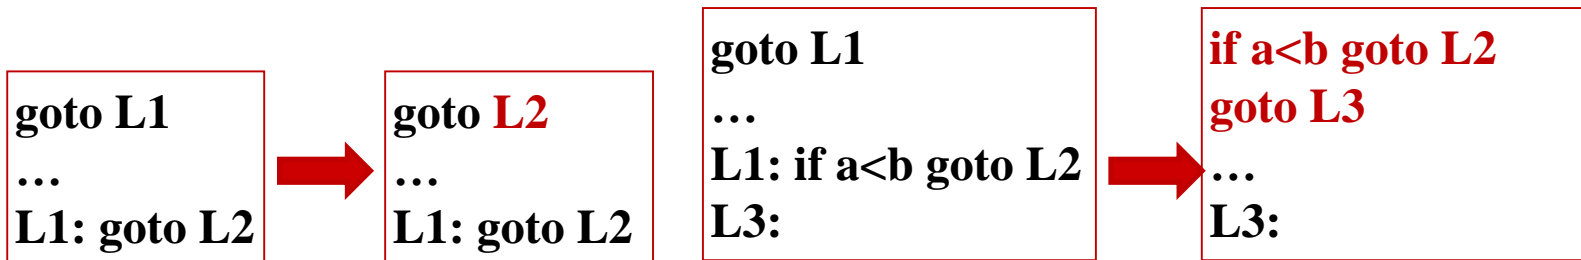 goto L1
…
L1: goto L2
goto L2
…
L1: goto L2
goto L1
…
L1: if a<b goto L2
L3:
if a<b goto L2
goto L3
…
L3: